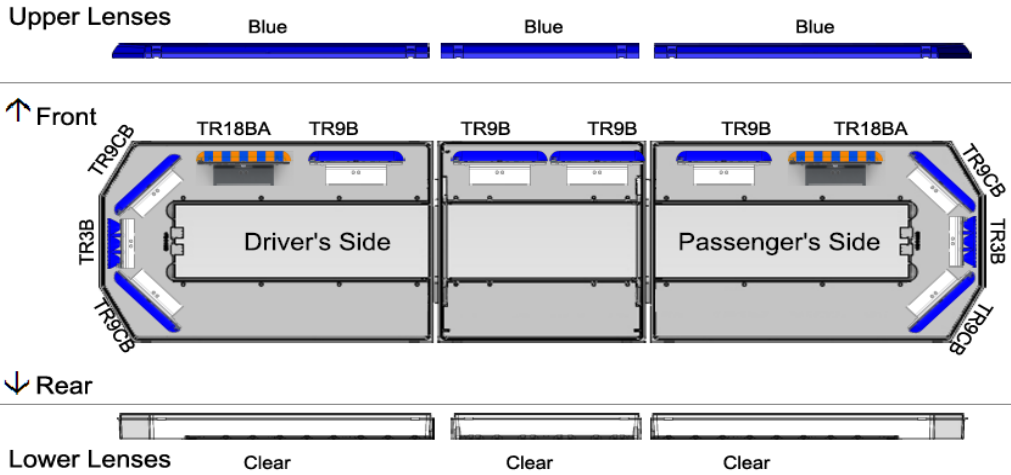 Upper Lenses
Blue
Blue
Blue
Front
TR9CB
TR18BA
TR9B
TR9B
TR9B
TR9B
TR18BA
TR9CB
TR3B
Driver's Side
Passenger's Side
TR3B
TR9CB
TR9CB
Rear
Lower Lenses
Clear
Clear
Clear